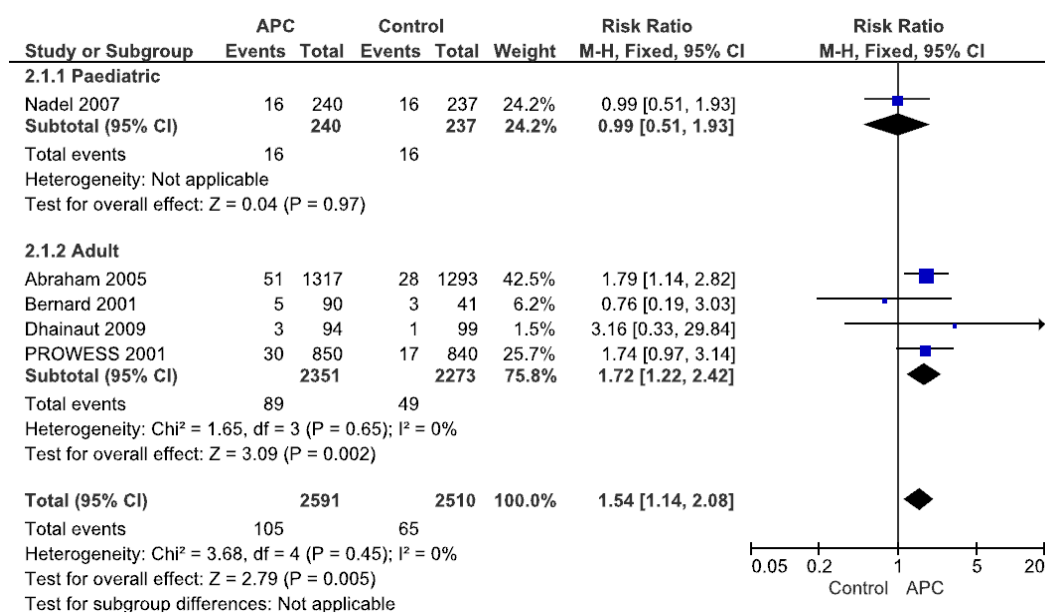 APC Control Risk Ratio Risk Ratio
Study or Subgroup Events Total Events Total Weight M-H, Fixed, 95% CI M-H, Fixed, 95% CI
2.1.1 Paediatric
Nadel 2007 16 240 16 237 24.2% 0.99 [0.51, 1.93]
Subtotal (95% CI) 240 237 24.2% 0.99 [0.51, 1.93]
Total events 16 16
Heterogeneity: Not applicable
Test for overall effect: Z = 0.04 (P = 0.97)
2.1.2 Adult
Abraham 2005 51 1317 28 1293 42.5% 1.79 [1.14, 2.82]
Bernard 2001 5 90 3 41 6.2% 0.76 [0.19, 3.03]
Dhainaut 2009 3 94 1 99 1.5% 3.16 [0.33, 29.84]
PROWESS 2001 30 850 17 840 25.7% 1.74 [0.97, 3.14]
Subtotal (95% CI) 2351 2273 75.8% 1.72 [1.22, 2.42]
Total events 89 49
Heterogeneity: Chi² = 1.65, df = 3 (P = 0.65); I² = 0%
Test for overall effect: Z = 3.09 (P = 0.002)
Total (95% CI) 2591 2510 100.0% 1.54 [1.14, 2.08]
Total events 105 65
Heterogeneity: Chi² = 3.68, df = 4 (P = 0.45); I² = 0%
Test for overall effect: Z = 2.79 (P = 0.005)
Test for subgroup differences: Not applicable
0.05 0.2 1 5 20
Control APC